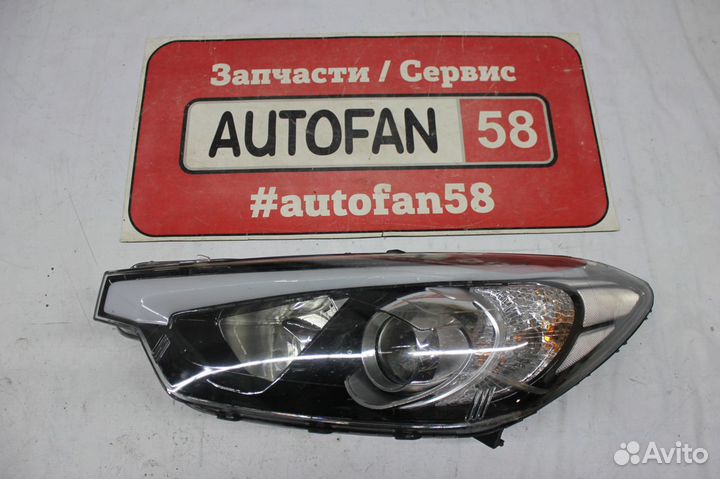 Запчасти / Сервис
AUTOFAN 58
#autofan58
Avito